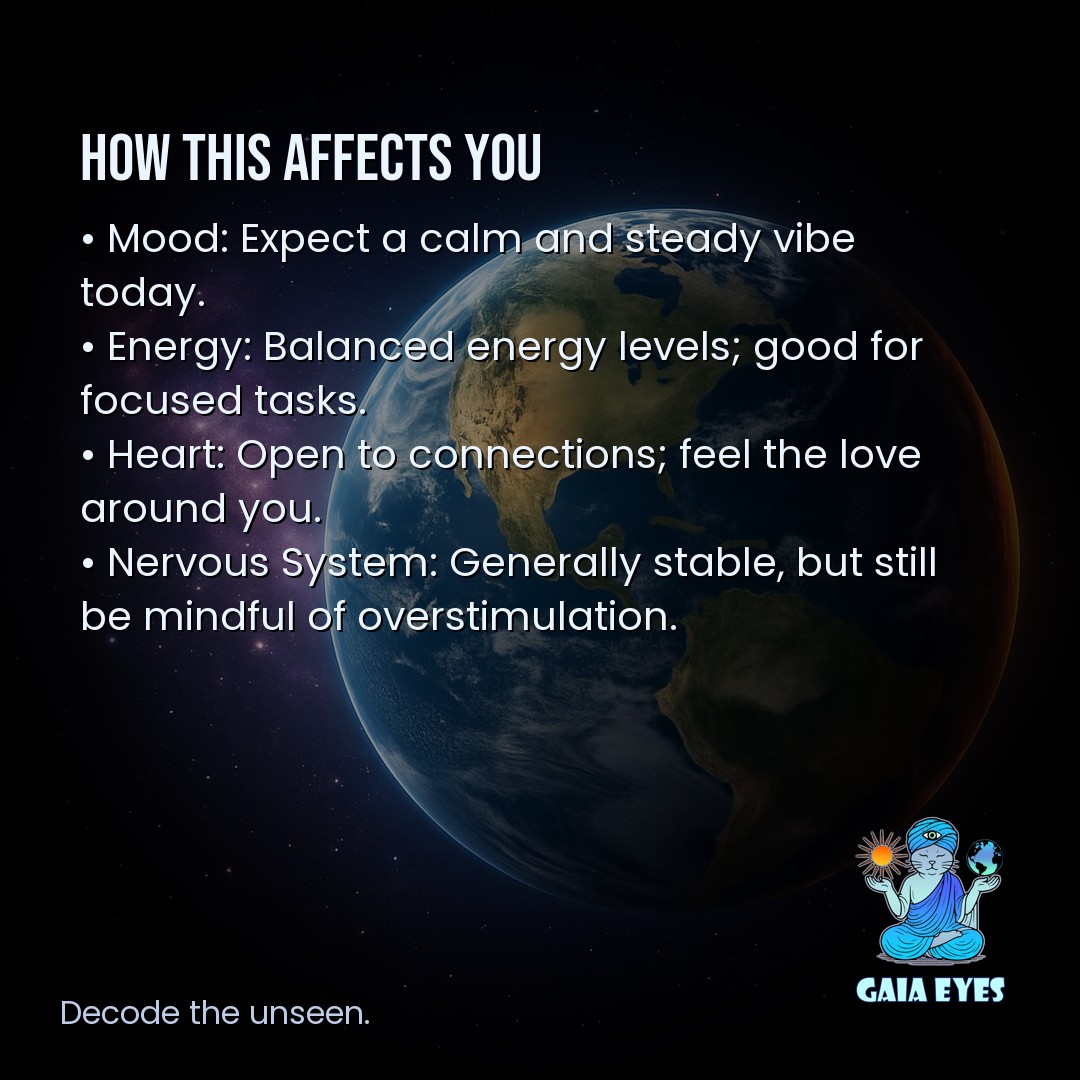 HOW THIS AFFECTS YOU
• Mood: Expect a calm and steady vibe
today.
• Energy: Balanced energy levels; good for
focused tasks.
• Heart: Open to connections; feel the love
around you.
• Nervous System: Generally stable, but still
be mindful of overstimulation.
GAIA EYES
Decode the unseen.